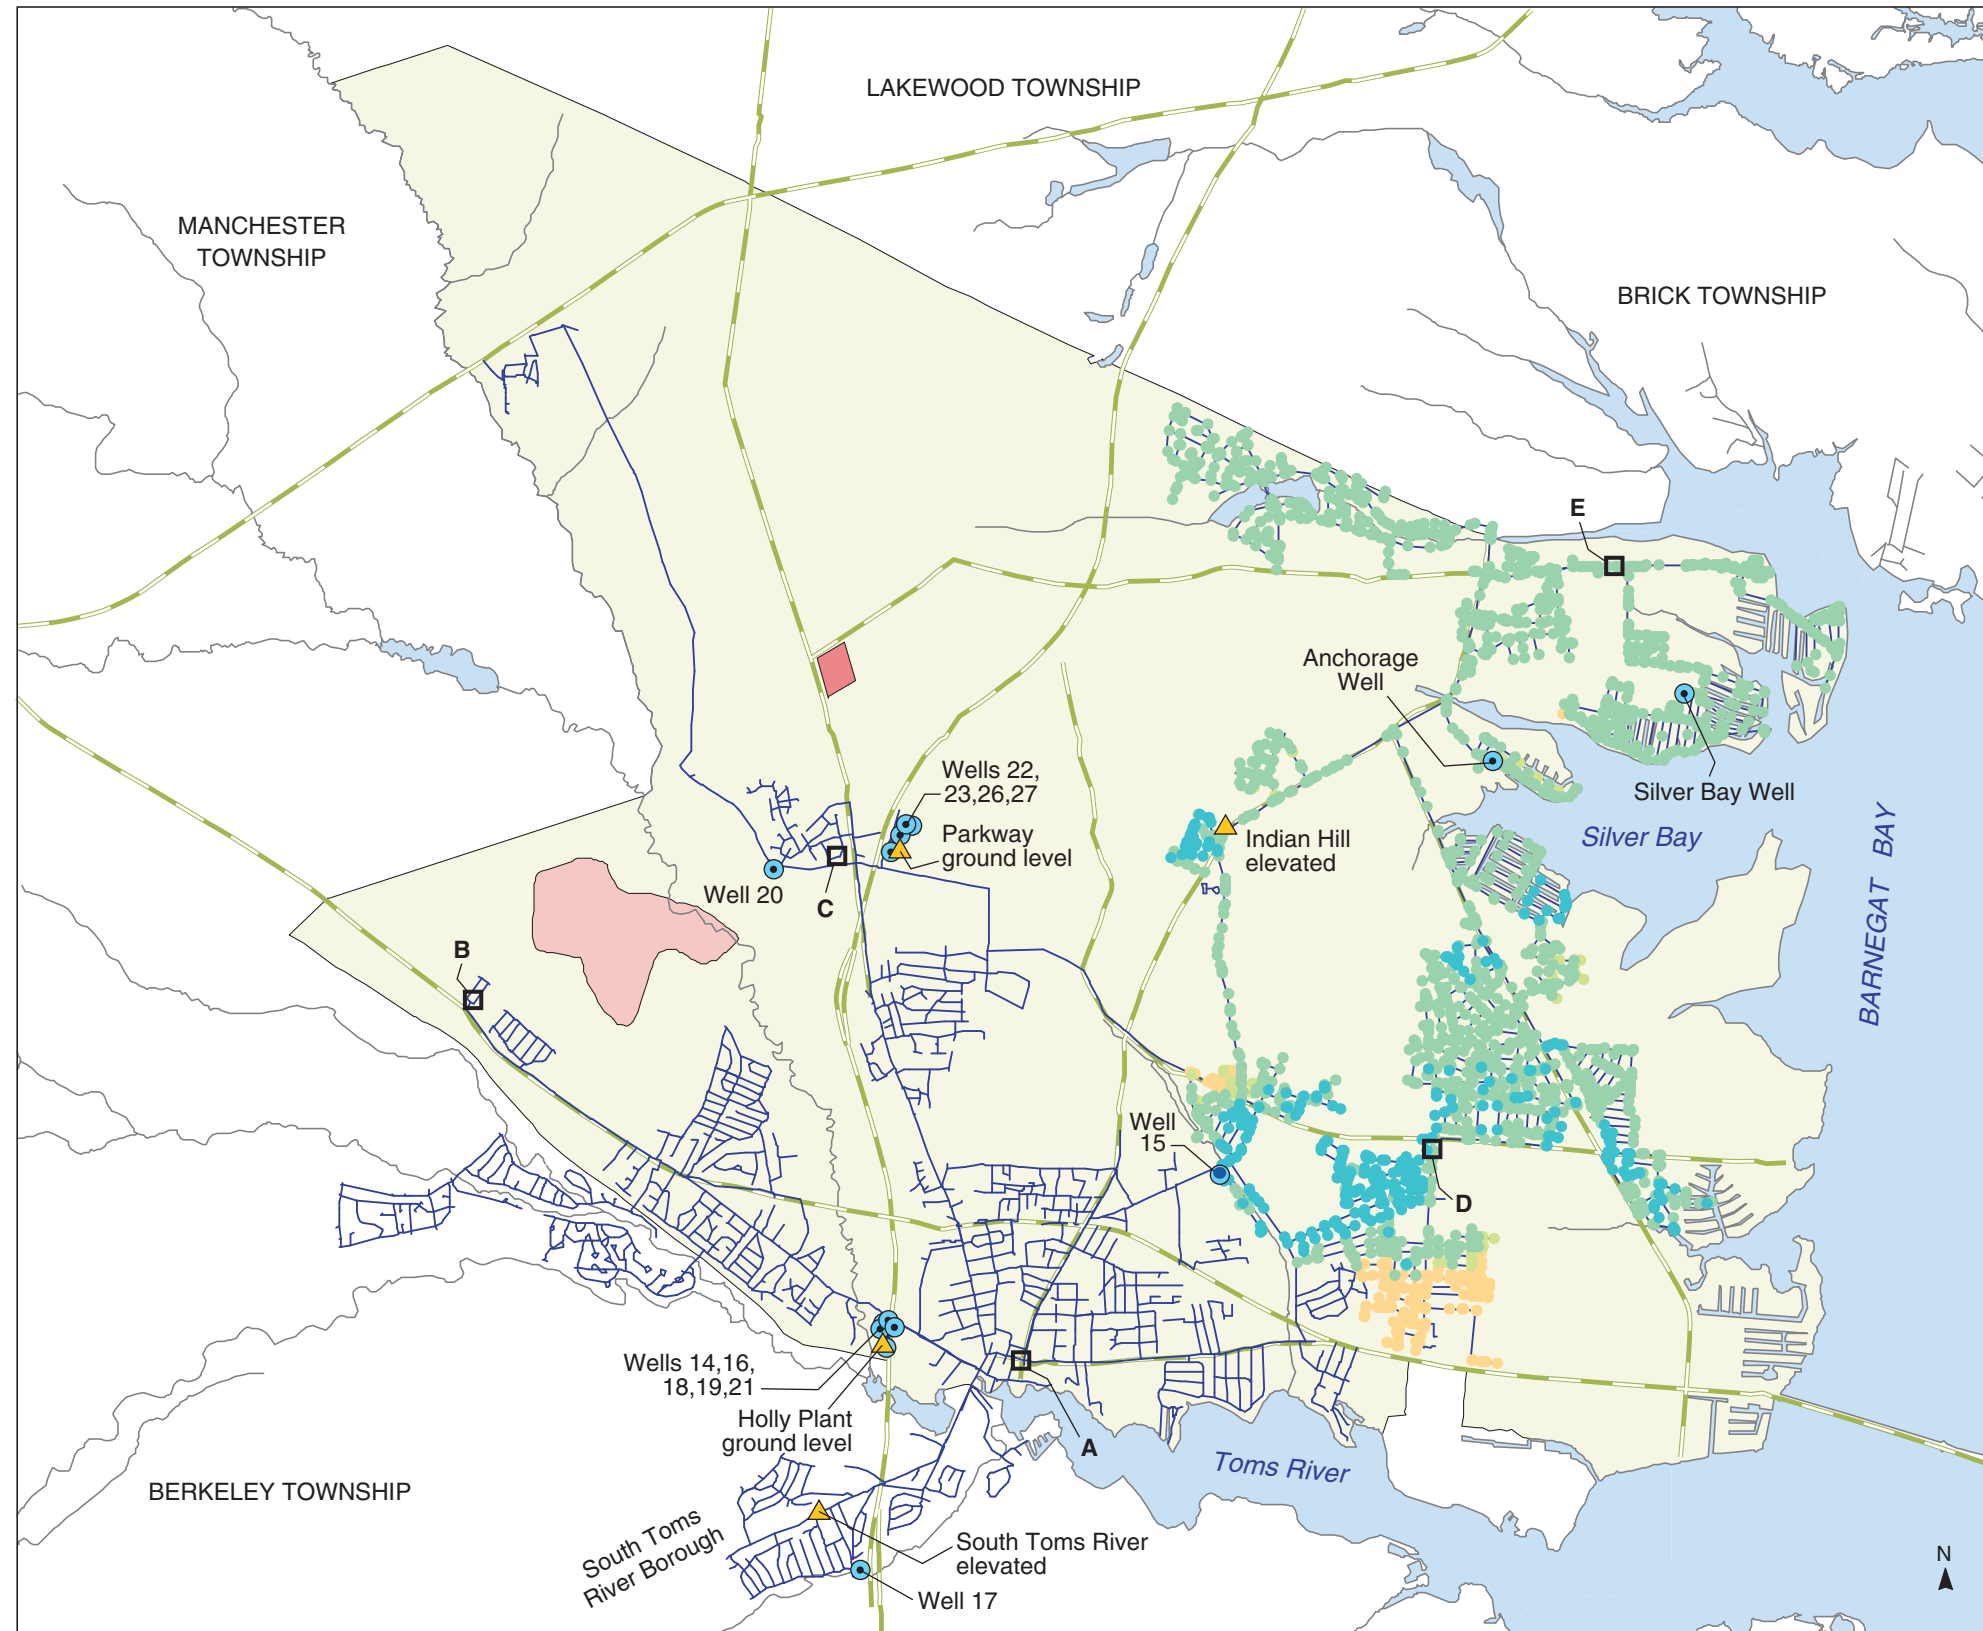 LAKEWOOD TOWNSHIP
MANCHESTER
TOWNSHIP
BRICK TOWNSHIP
E
Anchorage
Well
Silver Bay Well
Wells 22,
23,26,27
Parkway
ground level
Indian Hill
elevated
Silver Bay
BARNEGAT BAY
Well 20
C
B
Well
15
D
Wells 14,16,
18,19,21
Holly Plant
ground level
A
Toms River
BERKELEY TOWNSHIP
South Toms
River Borough
South Toms River
elevated
Well 17
N